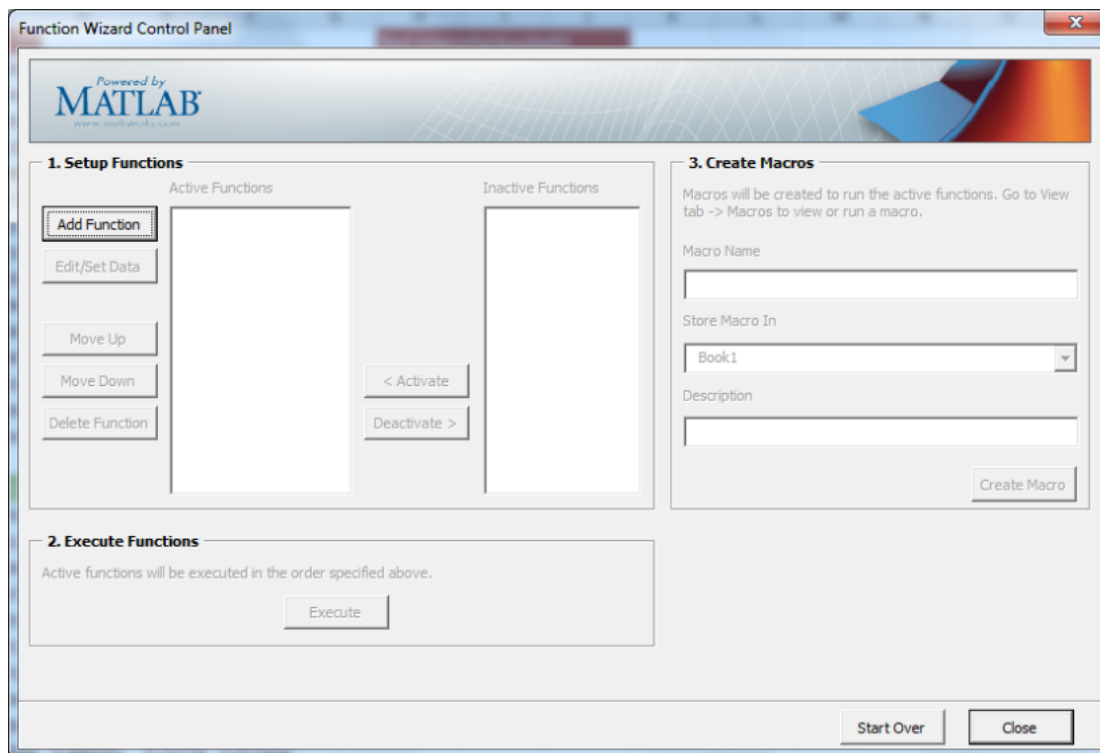 Function Wizard Control Panel
Powered by
MATLAB®
www.mathworks.com
1. Setup Functions
Active Functions
Inactive Functions
Add Function
Edit/Set Data
Move Up
Move Down
Delete Function
< Activate
Deactivate >
3. Create Macros
Macros will be created to run the active functions. Go to View
tab -> Macros to view or run a macro.
Macro Name
Store Macro In
Book1
Description
Create Macro
2. Execute Functions
Active functions will be executed in the order specified above.
Execute
Start Over
Close